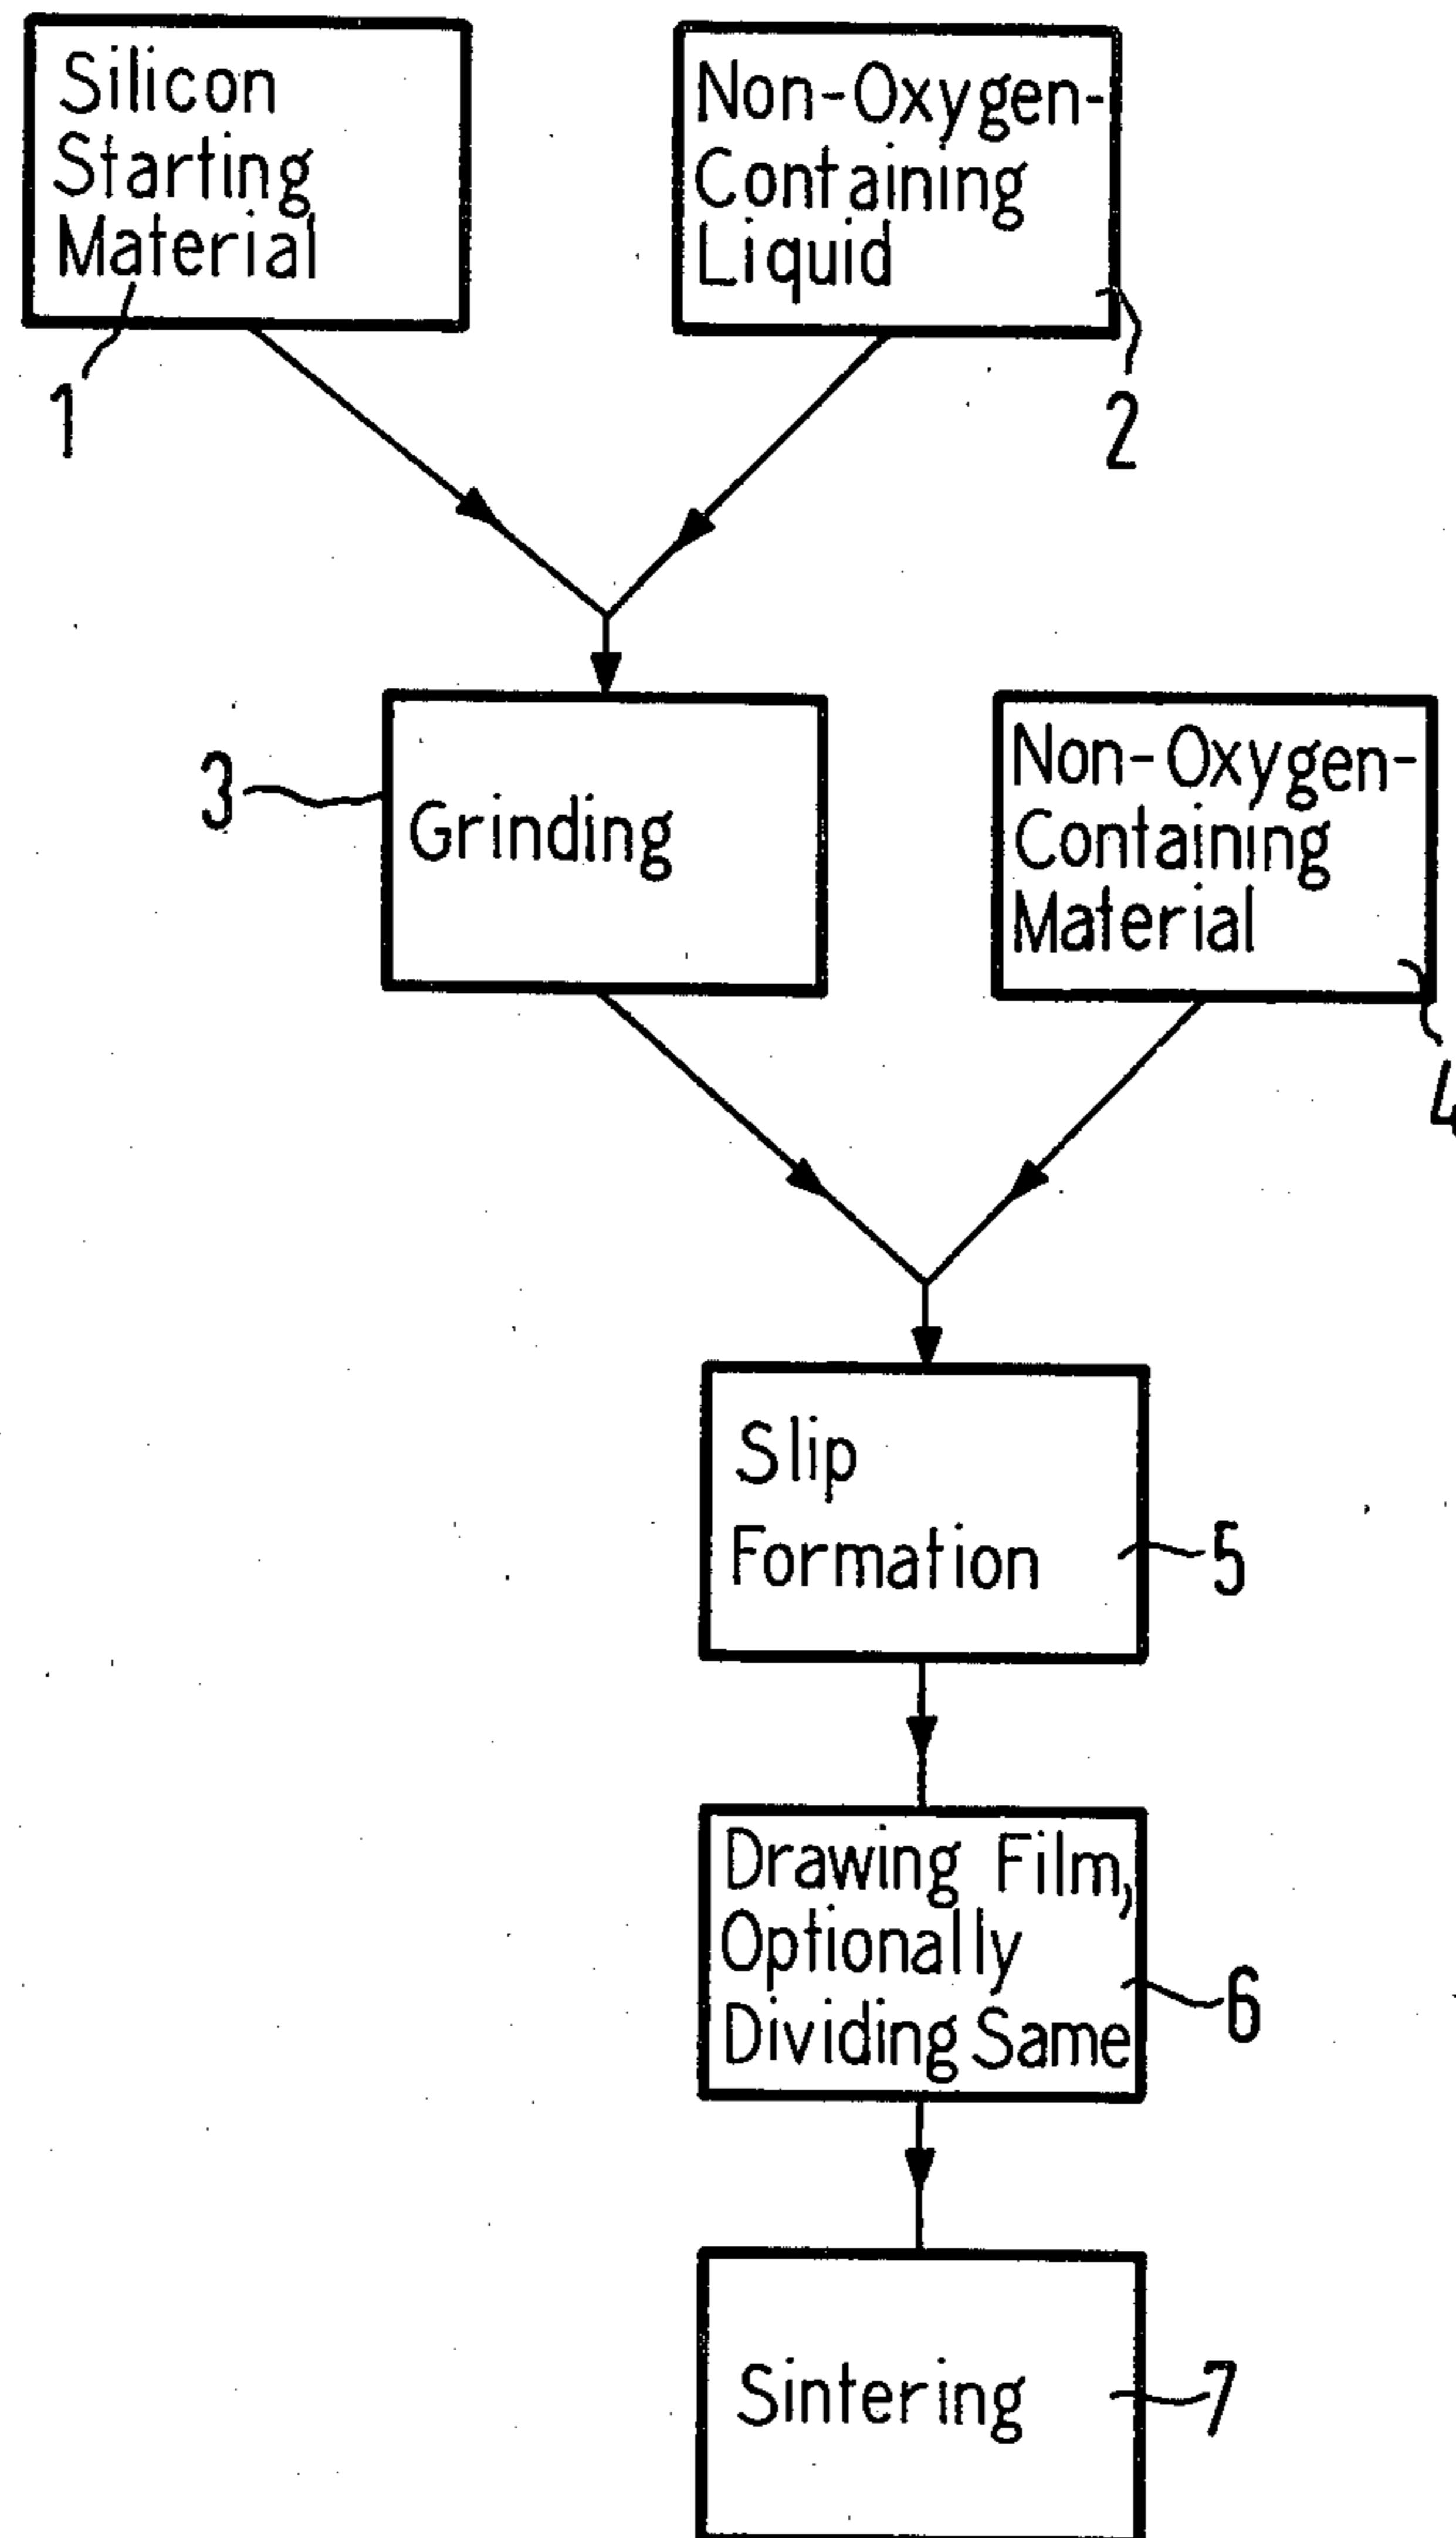 Silicon
Starting
Material
1
Non-Oxygen-
Containing
Liquid
2
3
Grinding
Non-Oxygen-
Containing
Material
4
Slip
Formation
5
Drawing Film,
Optionally
Dividing Same
6
Sintering
7